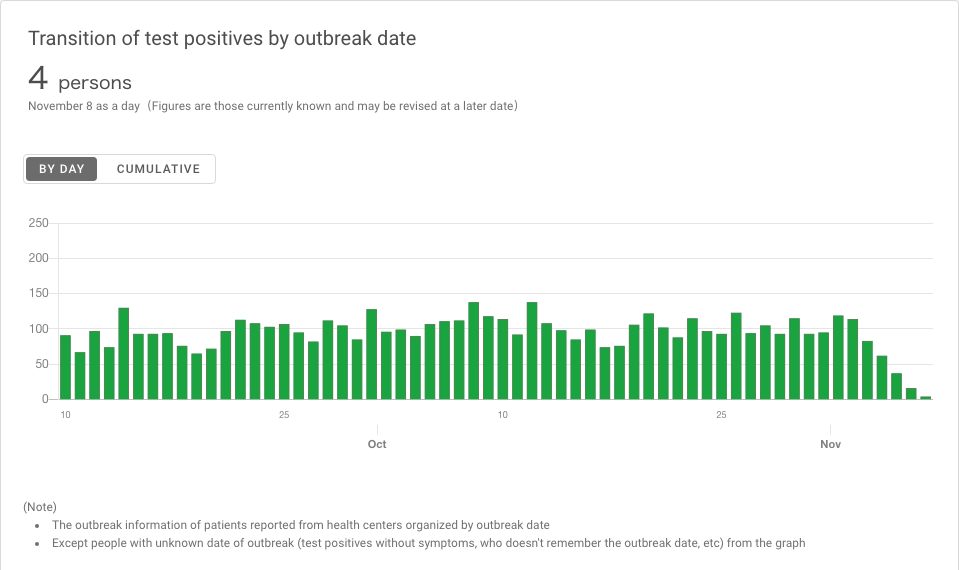 Transition of test positives by outbreak date
4 persons
November 8 as a day（Figures are those currently known and may be revised at a later date）
BY DAY CUMULATIVE
250
200
150
100
50
0
10 25 10 25
Oct Nov
(Note)
• The outbreak information of patients reported from health centers organized by outbreak date
• Except people with unknown date of outbreak (test positives without symptoms, who doesn't remember the outbreak date, etc) from the graph